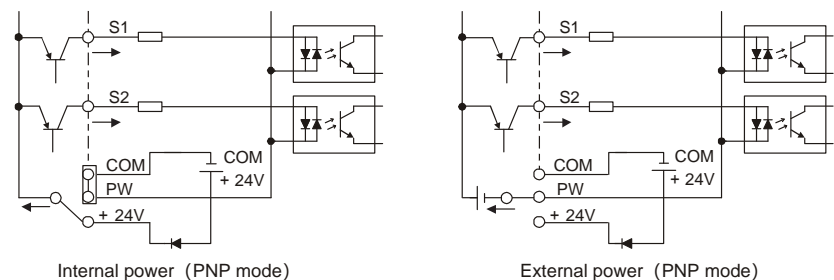 S1
S2
COM
COM
+ 24V
PW
+ 24V
Internal power (PNP mode)
S1
S2
COM
COM
+ 24V
PW
+ 24V
External power (PNP mode)